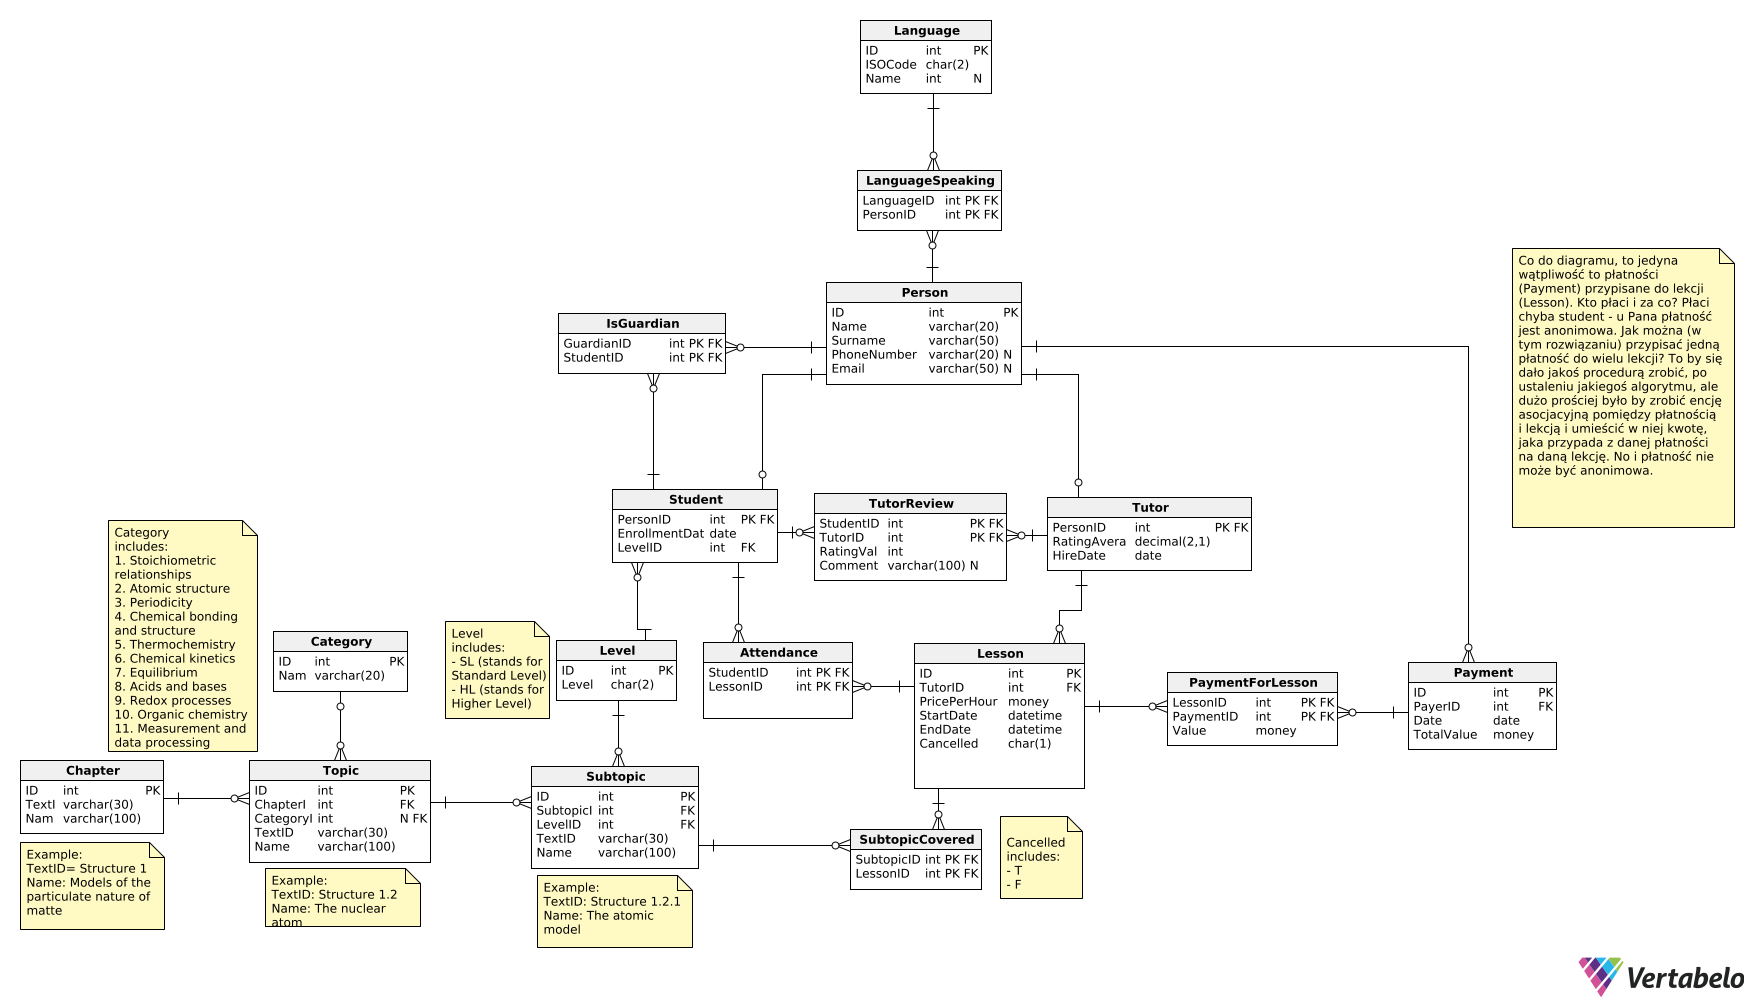 Language
ID int PK
ISOCode char(2)
Name int N
LanguageSpeaking
LanguageID int PK FK
PersonID int PK FK
Person
ID int PK
Name varchar(20)
Surname varchar(50)
PhoneNumber varchar(20) N
Email varchar(50) N
IsGuardian
GuardianID int PK FK
StudentID int PK FK
Co do diagramu, to jedyna
wątpliwość to płatności
(Payment) przypisane do lekcji
(Lesson). Kto płaci i za co? Płaci
chyba student - u Pana płatność
jest anonimowa. Jak można (w
tym rozwiązaniu) przypisać jedną
płatność do wielu lekcji? To by się
dało jakoś procedurą zrobić, po
ustaleniu jakiegoś algorytmu, ale
dużo prościej było by zrobić encję
asocjacyjną pomiędzy płatnością
i lekcją i umieścić w niej kwotę,
jaka przypada z danej płatności
na daną lekcję. No i płatność nie
może być anonimowa.
Student
PersonID int PK FK
EnrollmentDat date
LevelID int FK
TutorReview
StudentID int PK FK
TutorID int PK FK
RatingVal int
Comment varchar(100) N
Tutor
PersonID int PK FK
RatingAvera decimal(2,1)
HireDate date
Category
includes:
1. Stoichiometric
relationships
2. Atomic structure
3. Periodicity
4. Chemical bonding
and structure
5. Thermochemistry
6. Chemical kinetics
7. Equilibrium
8. Acids and bases
9. Redox processes
10. Organic chemistry
11. Measurement and
data processing
Category
ID int PK
Nam varchar(20)
Level
includes:
- SL (stands for
Standard Level)
- HL (stands for
Higher Level)
Level
ID int PK
Level char(2)
Attendance
StudentID int PK FK
LessonID int PK FK
Lesson
ID int PK
TutorID int FK
PricePerHour money
StartDate datetime
EndDate datetime
Cancelled char(1)
PaymentForLesson
LessonID int PK FK
PaymentID int PK FK
Value money
Payment
ID int PK
PayerID int FK
Date date
TotalValue money
Chapter
ID int PK
TextI varchar(30)
Nam varchar(100)
Topic
ID int PK
ChapterI int FK
CategoryI int N FK
TextID varchar(30)
Name varchar(100)
Subtopic
ID int PK
SubtopicI int FK
LevelID int FK
TextID varchar(30)
Name varchar(100)
SubtopicCovered
SubtopicID int PK FK
LessonID int PK FK
Cancelled
includes:
- T
- F
Example:
TextID= Structure 1
Name: Models of the
particulate nature of
matte
Example:
TextID: Structure 1.2
Name: The nuclear
atom
Example:
TextID: Structure 1.2.1
Name: The atomic
model
Vertabelo